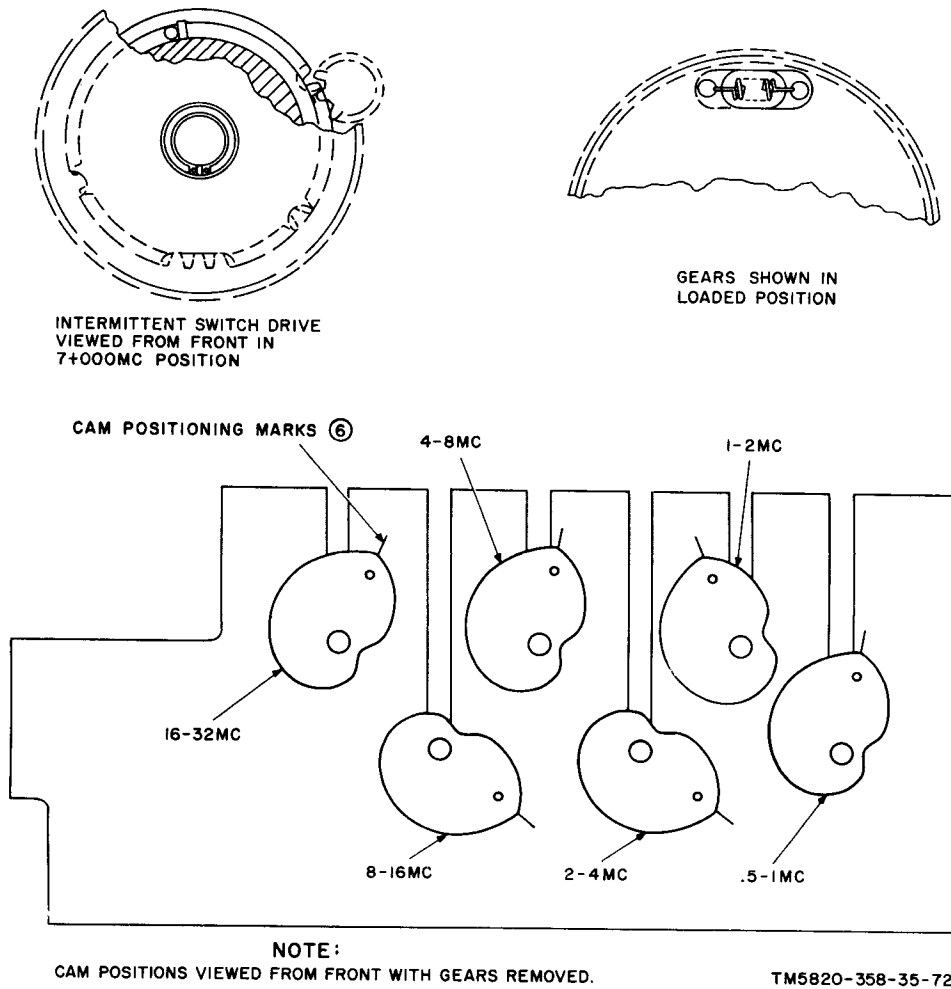 INTERMITTENT SWITCH DRIVE
VIEWED FROM FRONT IN
7+000MC POSITION
GEARS SHOWN IN
LOADED POSITION
CAM POSITIONING MARKS ⑥
4-8MC
1-2MC
16-32MC
8-16MC
2-4MC
.5-1MC
NOTE:
CAM POSITIONS VIEWED FROM FRONT WITH GEARS REMOVED.
TM5820-358-35-72